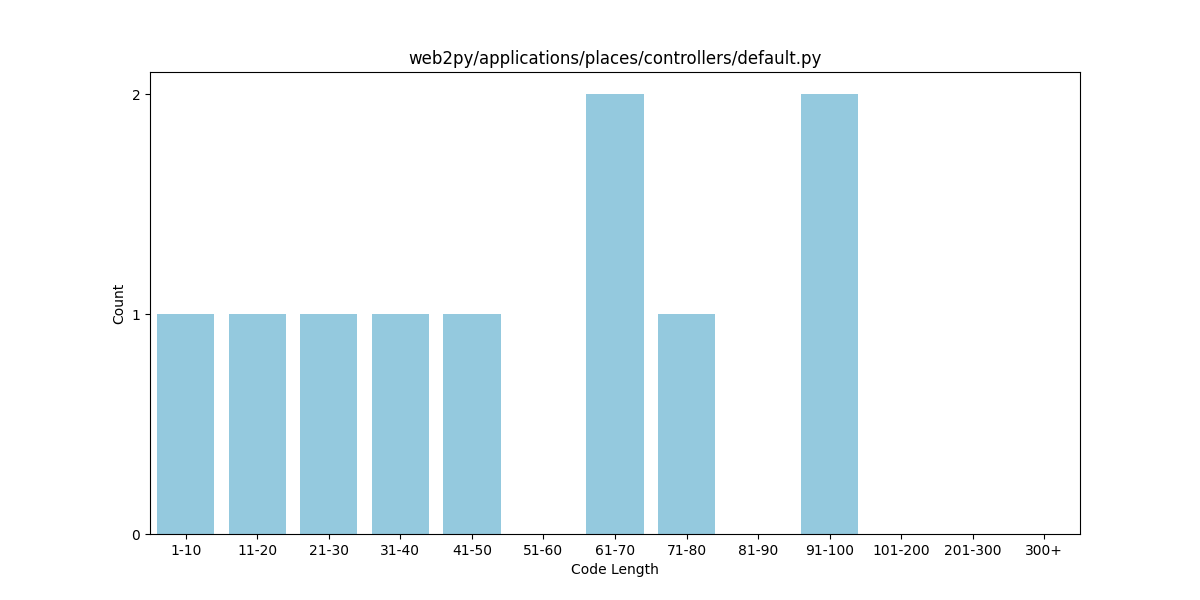 web2py/applications/places/controllers/default.py
2
1
0
Count
1-10 11-20 21-30 31-40 41-50 51-60 61-70 71-80 81-90 91-100 101-200 201-300 300+
Code Length